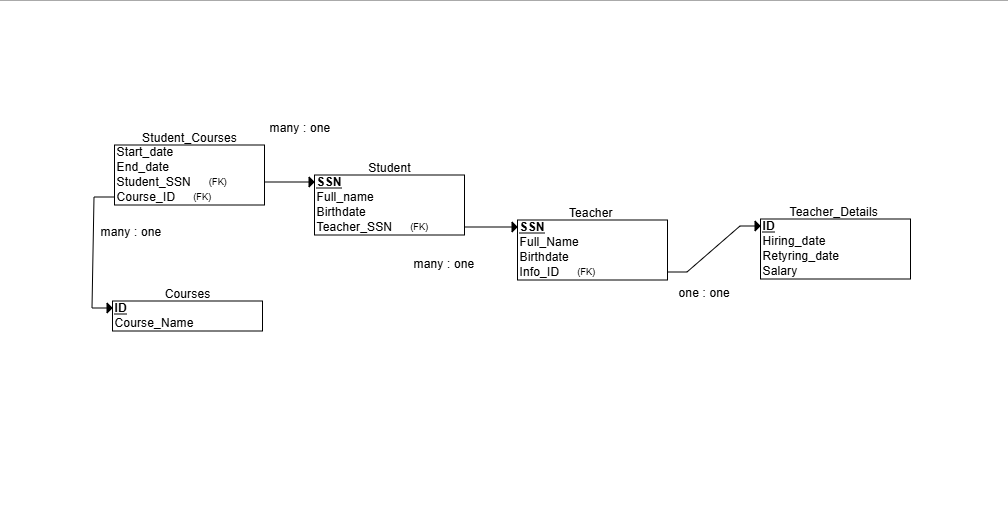 many : one
Student_Courses
Start_date
End_date
Student_SSN (FK)
Course_ID (FK)
many : one
Student
SSN
Full_name
Birthdate
Teacher_SSN (FK)
many : one
Teacher
SSN
Full_Name
Birthdate
Info_ID (FK)
one : one
Teacher_Details
ID
Hiring_date
Retyring_date
Salary
Courses
ID
Course_Name